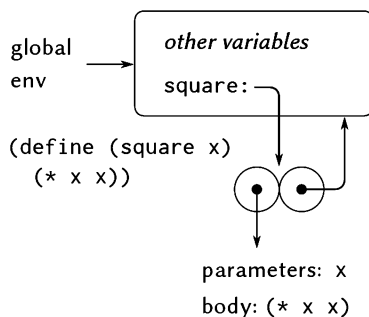 global
env
other variables
square:
(define (square x)
(* x x))
parameters: x
body: (* x x)